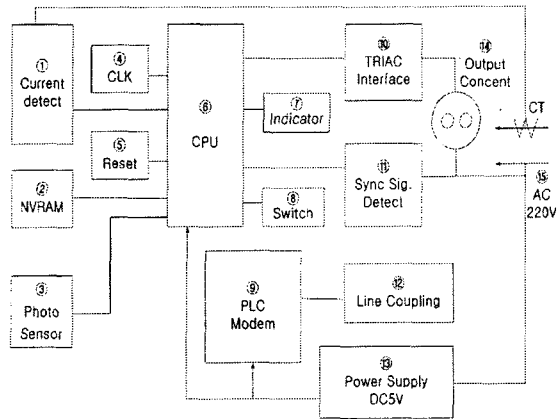 ①
Current
detect
④
CLK
⑤
Reset
②
NVRAM
③
Photo
Sensor
⑥
CPU
⑦
Indicator
⑧
Switch
⑨
PLC
Modem
⑩
TRIAC
Interface
⑪
Sync Sig.
Detect
⑫
Line Coupling
⑬
Power Supply
DC5V
⑭
Output
Concent
CT
⑮
AC
220V